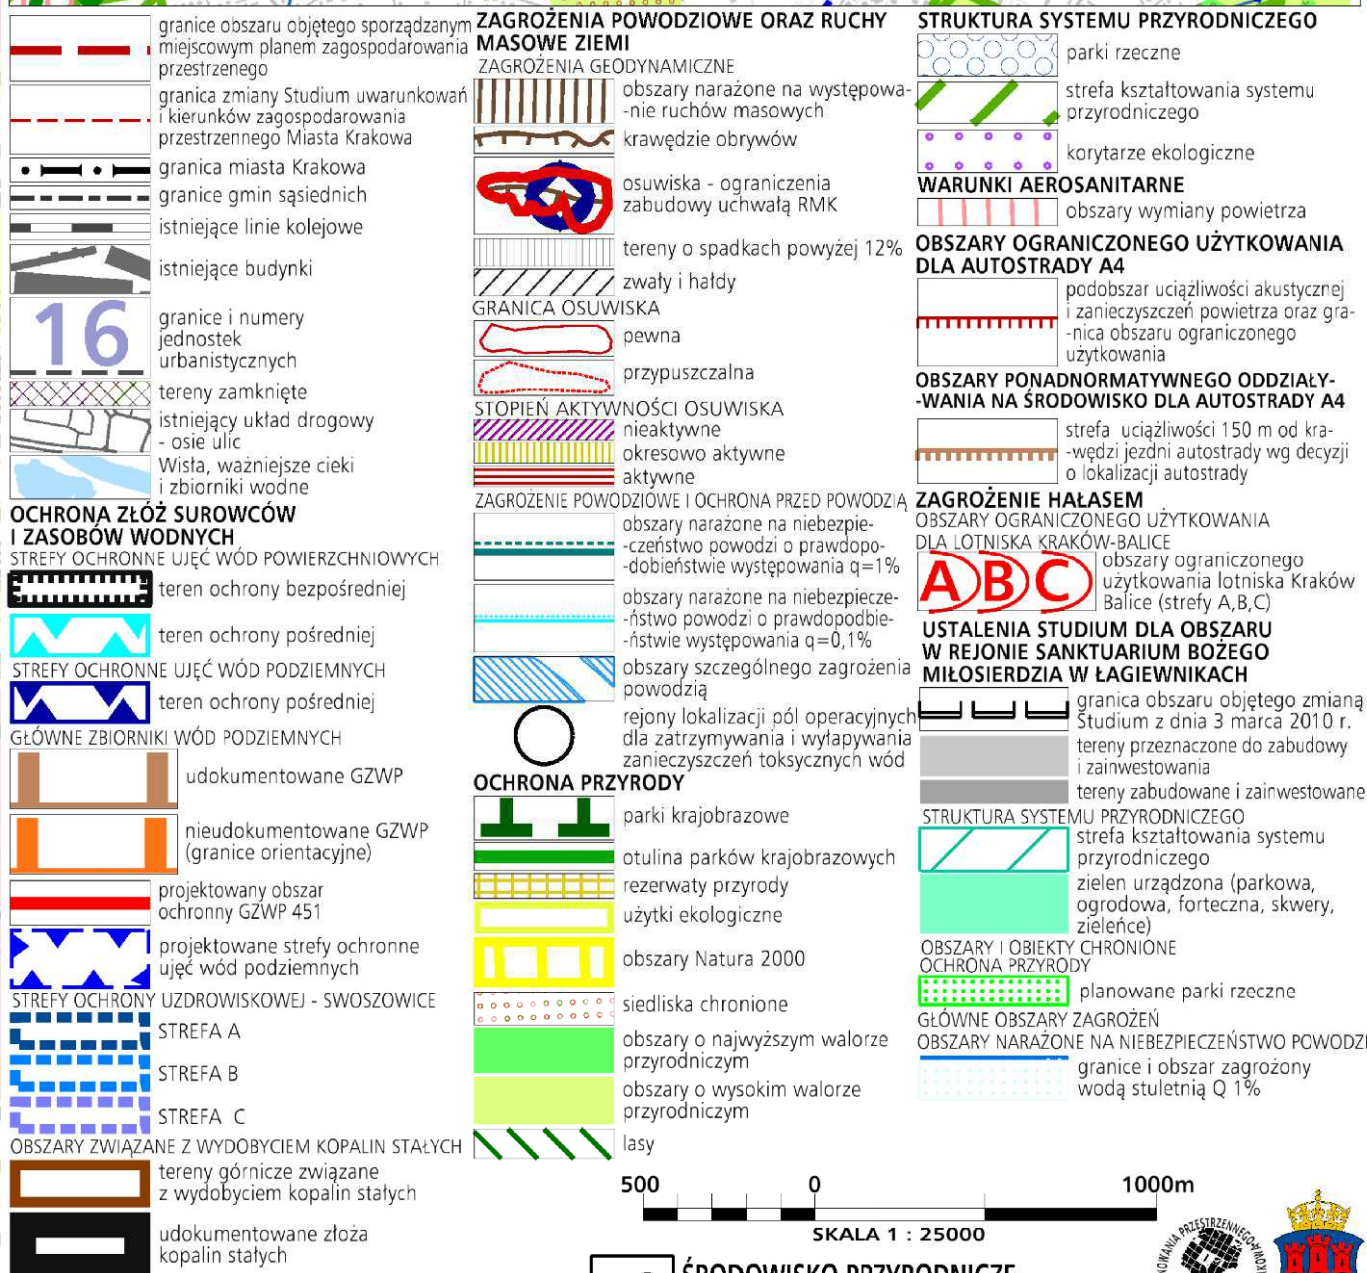 granice obszaru objętego sporządzanym
miejscowym planem zagospodarowania
przestrzenego
granica zmiany Studium uwarunkowań
i kierunków zagospodarowania
przestrzennego Miasta Krakowa
granica miasta Krakowa
granice gmin sąsiednich
istniejące linie kolejowe
istniejące budynki
16
granice i numery
jednostek
urbanistycznych
tereny zamknięte
istniejący układ drogowy
- osie ulic
Wisła, ważniejsze cieki
i zbiorniki wodne
OCHRONA ZŁÓŻ SUROWCÓW
I ZASOBÓW WODNYCH
STREFY OCHRONNE UJĘĆ WÓD POWIERZCHNIOWYCH
teren ochrony bezpośredniej
teren ochrony pośredniej
STREFY OCHRONNE UJĘĆ WÓD PODZIEMNYCH
teren ochrony pośredniej
GŁÓWNE ZBIORNIKI WÓD PODZIEMNYCH
udokumentowane GZWP
nieudokumentowane GZWP
(granice orientacyjne)
projektowany obszar
ochronny GZWP 451
projektowane strefy ochronne
ujęć wód podziemnych
STREFY OCHRONY UZDROWISKOWEJ - SWOSZOWICE
STREFA A
STREFA B
STREFA C
OBSZARY ZWIĄZANE Z WYDOBYCIEM KOPALIN STAŁYCH
tereny górnicze związane
z wydobyciem kopalin stałych
udokumentowane złoża
kopalin stałych
ZAGROŻENIA POWODZIOWE ORAZ RUCHY
MASOWE ZIEMI
ZAGROŻENIA GEODYNAMICZNE
obszary narażone na występowa-
-nie ruchów masowych
krawędzie obrywów
osuwiska - ograniczenia
zabudowy uchwałą RMK
tereny o spadkach powyżej 12%
zwały i hałdy
GRANICA OSUWISKA
pewna
przypuszczalna
STOPIEŃ AKTYWNOŚCI OSUWISKA
nieaktywne
okresowo aktywne
aktywne
ZAGROŻENIE POWODZIOWE I OCHRONA PRZED POWODZIĄ
obszary narażone na niebezpie-
-czeństwo powodzi o prawdopo-
-dobieństwie występowania q=1%
obszary narażone na niebezpiecze-
-ństwo powodzi o prawdopodbie-
-ństwie występowania q=0,1%
obszary szczególnego zagrożenia
powodzią
rejony lokalizacji pól operacyjnych
dla zatrzymywania i wyłapywania
zanieczyszczeń toksycznych wód
OCHRONA PRZYRODY
parki krajobrazowe
otulina parków krajobrazowych
rezerwaty przyrody
użytki ekologiczne
obszary Natura 2000
siedliska chronione
obszary o najwyższym walorze
przyrodniczym
obszary o wysokim walorze
przyrodniczym
lasy
STRUKTURA SYSTEMU PRZYRODNICZEGO
parki rzeczne
strefa kształtowania systemu
przyrodniczego
korytarze ekologiczne
WARUNKI AEROSANITARNE
obszary wymiany powietrza
OBSZARY OGRANICZONEGO UŻYTKOWANIA
DLA AUTOSTRADY A4
podobszar uciążliwości akustycznej
i zanieczyszczeń powietrza oraz gra-
-nica obszaru ograniczonego
użytkowania
OBSZARY PONADNORMATYWNEGO ODDZIAŁY-
-WANIA NA ŚRODOWISKO DLA AUTOSTRADY A4
strefa uciążliwości 150 m od kra-
-wędzi jezdni autostrady wg decyzji
o lokalizacji autostrady
ZAGROŻENIE HAŁASEM
OBSZARY OGRANICZONEGO UŻYTKOWANIA
DLA LOTNISKA KRAKÓW-BALICE
A B C
obszary ograniczonego
użytkowania lotniska Kraków
Balice (strefy A,B,C)
USTALENIA STUDIUM DLA OBSZARU
W REJONIE SANKTUARIUM BOŻEGO
MIŁOSIERDZIA W ŁAGIEWNIKACH
granica obszaru objętego zmianą
Studium z dnia 3 marca 2010 r.
tereny przeznaczone do zabudowy
i zainwestowania
tereny zabudowane i zainwestowane
STRUKTURA SYSTEMU PRZYRODNICZEGO
strefa kształtowania systemu
przyrodniczego
zielen urządzona (parkowa,
ogrodowa, forteczna, skwery,
zieleńce)
OBSZARY I OBIEKTY CHRONIONE
OCHRONA PRZYRODY
planowane parki rzeczne
GŁÓWNE OBSZARY ZAGROŻEŃ
OBSZARY NARAŻONE NA NIEBEZPIECZEŃSTWO POWODZI
granice i obszar zagrożony
wodą stuletnią Q 1%
500 0 1000m
SKALA 1 : 25000
ŚRODOWISKO PRZYRODNICZE